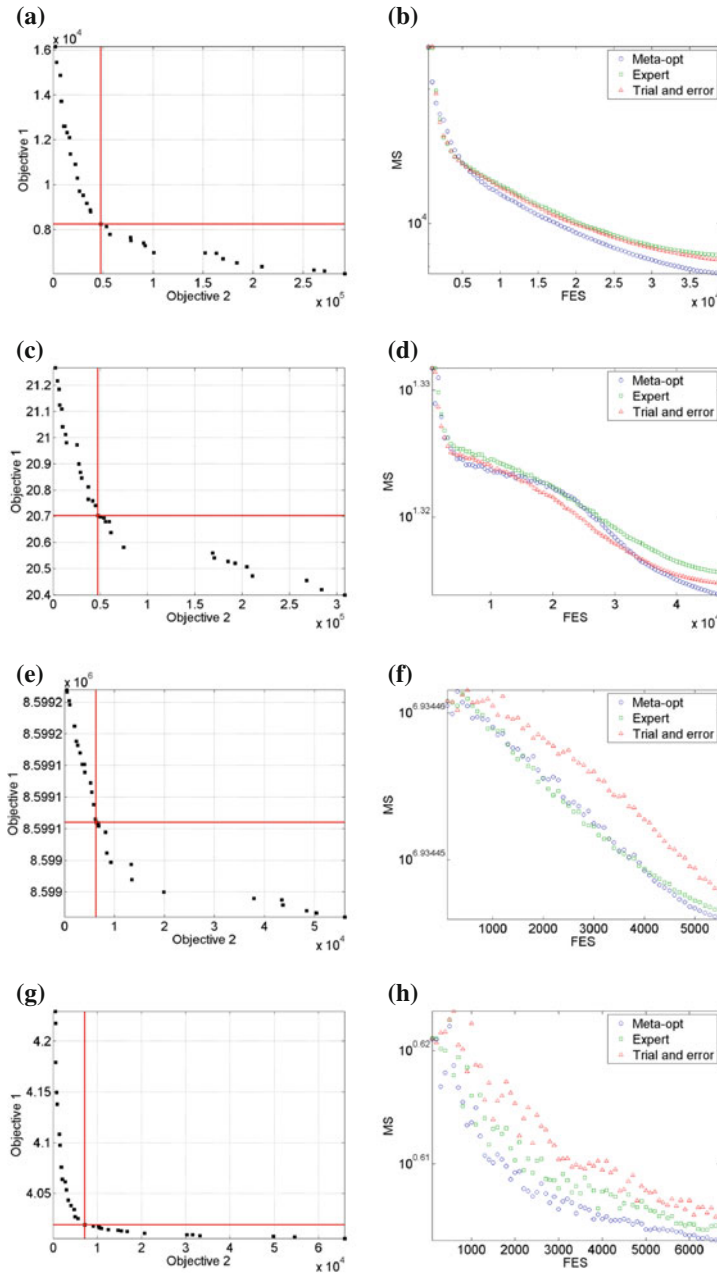 (a)
x 10^4
1.6
1.4
1.2
1
0.8
Objective 1
0 0.5 1 1.5 2 2.5
Objective 2
x 10^5
(b)
Meta-opt
Expert
Trial and error
MS
10^4
0.5 1 1.5 2 2.5 3 3.5
FES
(c)
21.2
21.1
21
20.9
20.8
20.7
20.6
20.5
20.4
Objective 1
0 0.5 1 1.5 2 2.5 3
Objective 2
x 10^5
(d)
Meta-opt
Expert
Trial and error
10^1.33
10^1.32
MS
1 2 3 4
FES
(e)
x 10^6
8.5992
8.5992
8.5991
8.5991
8.5991
8.599
8.599
Objective 1
0 1 2 3 4 5
Objective 2
x 10^4
(f)
Meta-opt
Expert
Trial and error
10^6.93446
10^6.93445
MS
1000 2000 3000 4000 5000
FES
(g)
4.2
4.15
4.1
4.05
Objective 1
0 1 2 3 4 5 6
Objective 2
x 10^4
(h)
Meta-opt
Expert
Trial and error
10^0.62
10^0.61
MS
1000 2000 3000 4000 5000 6000
FES